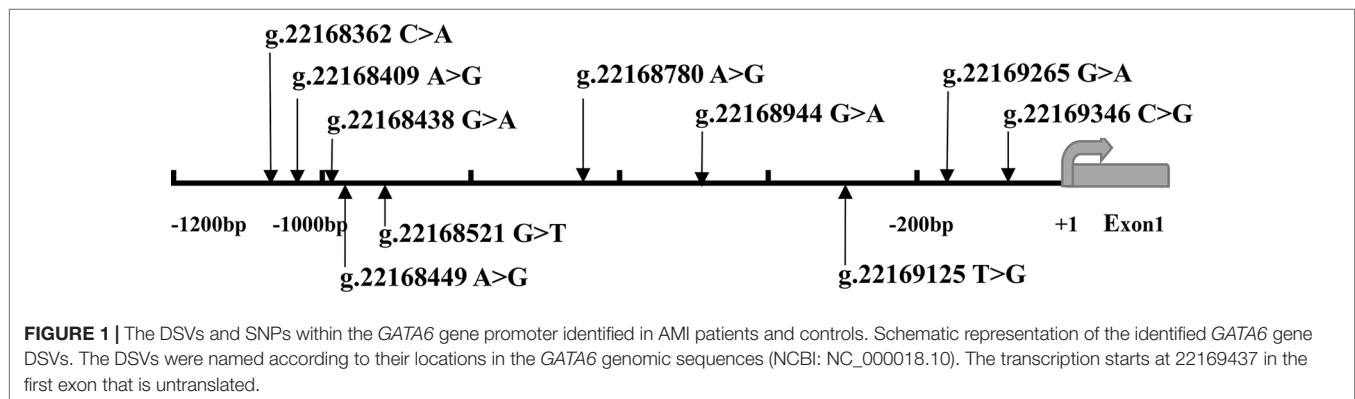 g.22168362 C>A
g.22168409 A>G
g.22168438 G>A
g.22168780 A>G
g.22168944 G>A
g.22169265 G>A
g.22169346 C>G
-1200bp
-1000bp
-200bp
+1
Exon1
g.22168521 G>T
g.22168449 A>G
g.22169125 T>G
FIGURE 1 | The DSVs and SNPs within the GATA6 gene promoter identified in AMI patients and controls. Schematic representation of the identified GATA6 gene
DSVs. The DSVs were named according to their locations in the GATA6 genomic sequences (NCBI: NC_000018.10). The transcription starts at 22169437 in the
first exon that is untranslated.